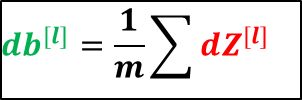 db[l] = 1/m ∑ dZ[l]